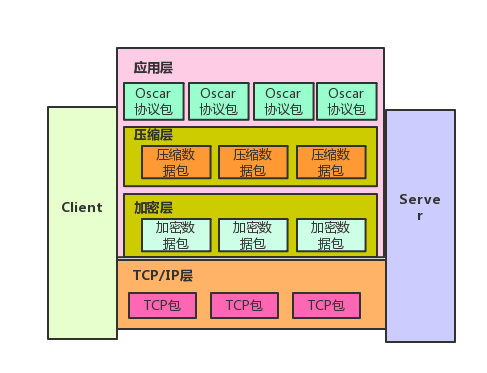 应用层
Oscar Oscar Oscar Oscar
协议包 协议包 协议包 协议包
压缩层
压缩数 压缩数 压缩数
据包 据包 据包
Client
加密层
Serve
r
加密数 加密数 加密数
据包 据包 据包
TCP/IP层
TCP包 TCP包 TCP包